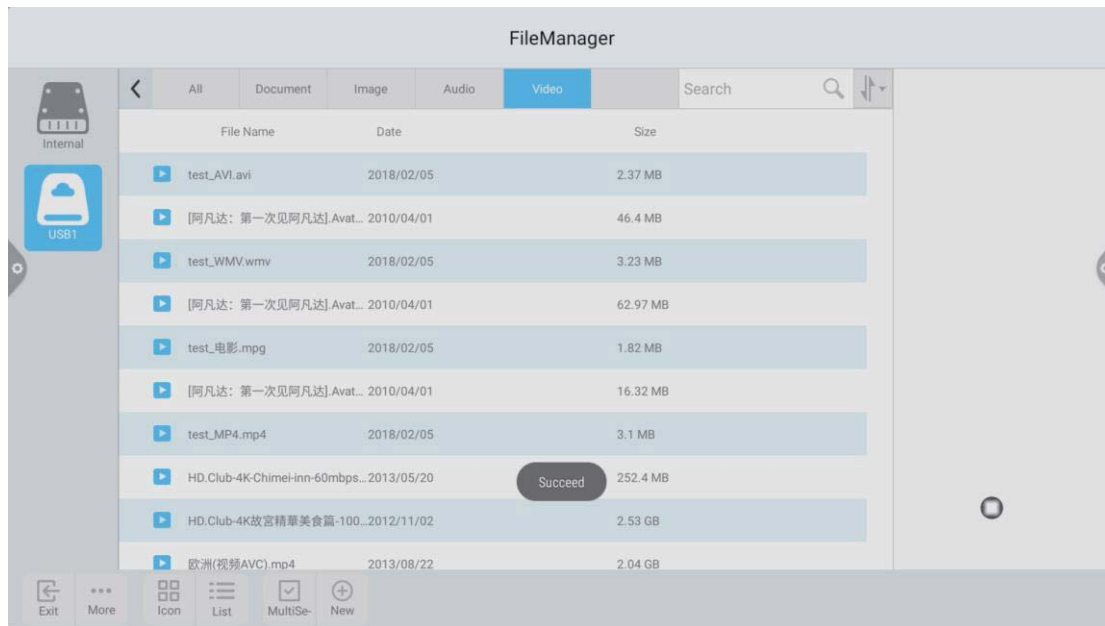 FileManager
Internal
USB1
All Document Image Audio Video Search
File Name Date Size
test_AVI.avi 2018/02/05 2.37 MB
[阿凡达：第一次见阿凡达].Avat... 2010/04/01 46.4 MB
test_WMV.wmv 2018/02/05 3.23 MB
[阿凡达：第一次见阿凡达].Avat... 2010/04/01 62.97 MB
test_电影.mpg 2018/02/05 1.82 MB
[阿凡达：第一次见阿凡达].Avat... 2010/04/01 16.32 MB
test_MP4.mp4 2018/02/05 3.1 MB
HD.Club-4K-Chimei-inn-60mbps... 2013/05/20 252.4 MB
Succeed
HD.Club-4K故宮精華美食篇-100... 2012/11/02 2.53 GB
欧洲(视频AVC).mp4 2013/08/22 2.04 GB
Exit More Icon List MultiSe- New